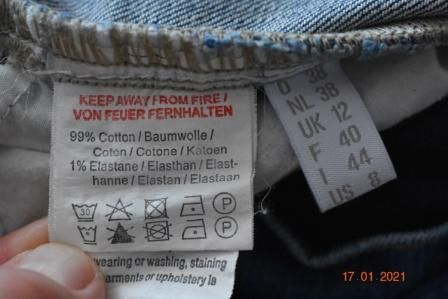 KEEP AWAY FROM FIRE /
VON FEUER FERNHALTEN
99% Cotton / Baumwolle /
Coton / Cotone / Katoen
1% Elastane / Elasthan / Elast-
hanne / Elastan / Elastaan
30 P
P
wearing or washing, staining
garments or upholstery is
D 38
NL 38
UK 12
F 40
I 44
US 8
17.01.2021